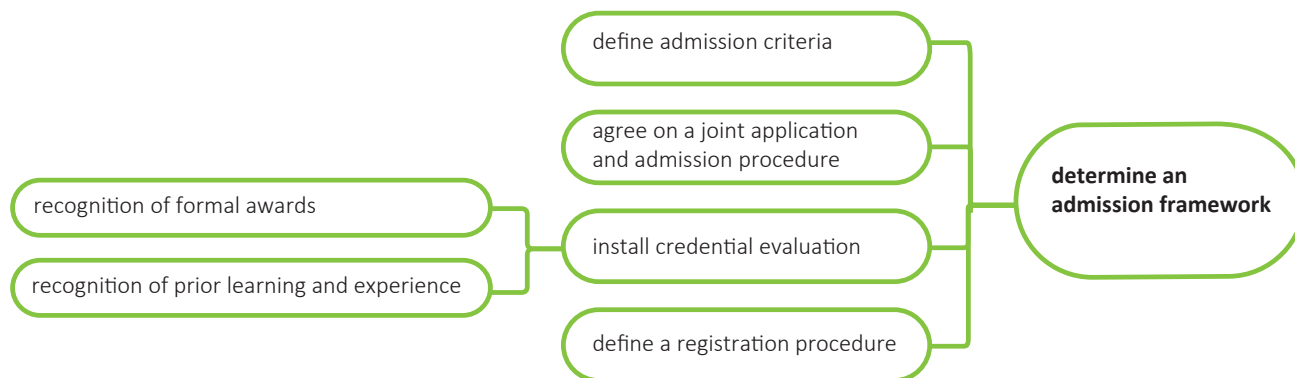 define admission criteria
agree on a joint application
and admission procedure
determine an
admission framework
recognition of formal awards
install credential evaluation
recognition of prior learning and experience
define a registration procedure